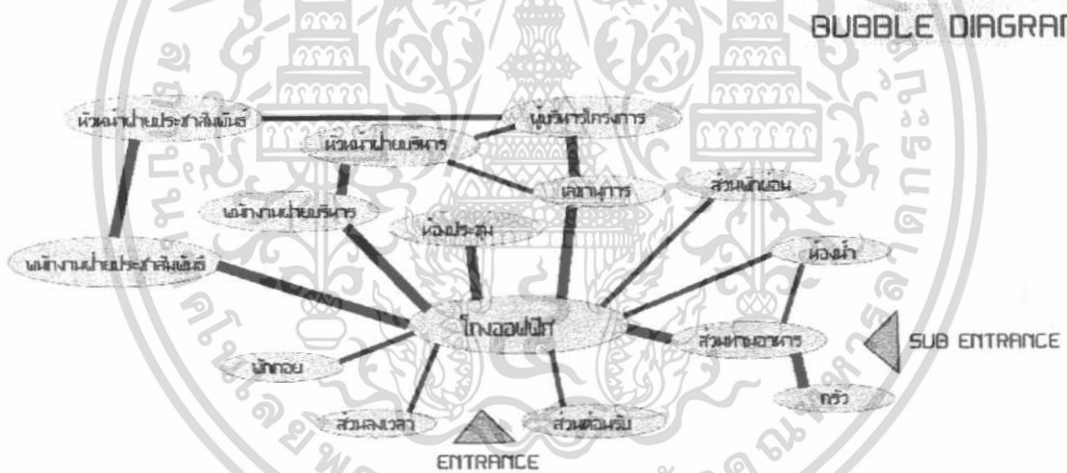 BUBBLE DIAGRAM
หัวหน้าฝ่ายประชาสัมพันธ์
ผู้บริหารโครงการ
หัวหน้าฝ่ายบริหาร
เลขานุการ
ส่วนพักผ่อน
พนักงานฝ่ายบริหาร
ห้องประชุม
ห้องน้ำ
พนักงานฝ่ายประชาสัมพันธ์
โถงออฟฟิศ
ส่วนทานอาหาร
SUB ENTRANCE
พักคอย
ครัว
ส่วนลงเวลา
ส่วนต้อนรับ
ENTRANCE